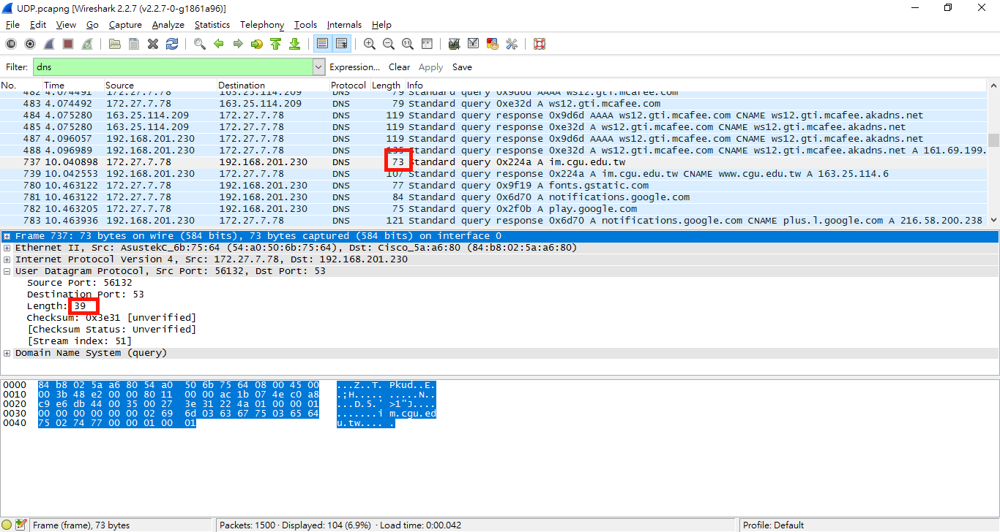 UDP.pcapng [Wireshark 2.2.7 (v2.2.7-0-g1861a96)]
File Edit View Go Capture Analyze Statistics Telephony Tools Internals Help
Filter: dns Expression... Clear Apply Save
No. Time Source Destination Protocol Length Info
482 4.074491 172.27.7.78 163.25.114.209 DNS 79 Standard query 0x9d6d AAAA ws12.gti.mcafee.com
483 4.074492 172.27.7.78 163.25.114.209 DNS 79 Standard query 0xe32d A ws12.gti.mcafee.com
484 4.075280 163.25.114.209 172.27.7.78 DNS 119 Standard query response 0x9d6d AAAA ws12.gti.mcafee.com CNAME ws12.gti.mcafee.akadns.net
485 4.075280 163.25.114.209 172.27.7.78 DNS 119 Standard query response 0xe32d A ws12.gti.mcafee.com CNAME ws12.gti.mcafee.akadns.net
487 4.096057 192.168.201.230 172.27.7.78 DNS 119 Standard query response 0x9d6d AAAA ws12.gti.mcafee.com CNAME ws12.gti.mcafee.akadns.net
488 4.096989 192.168.201.230 172.27.7.78 DNS 135 Standard query response 0xe32d A ws12.gti.mcafee.com CNAME ws12.gti.mcafee.akadns.net A 161.69.199.
737 10.040898 172.27.7.78 192.168.201.230 DNS 73 Standard query 0x224a A im.cgu.edu.tw
739 10.042553 192.168.201.230 172.27.7.78 DNS 107 Standard query response 0x224a A im.cgu.edu.tw CNAME www.cgu.edu.tw A 163.25.114.6
780 10.463122 172.27.7.78 192.168.201.230 DNS 77 Standard query 0x9f19 A fonts.gstatic.com
781 10.463122 172.27.7.78 192.168.201.230 DNS 84 Standard query 0x6d70 A notifications.google.com
782 10.463205 172.27.7.78 192.168.201.230 DNS 75 Standard query 0x2f0b A play.google.com
783 10.463936 192.168.201.230 172.27.7.78 DNS 121 Standard query response 0x6d70 A notifications.google.com CNAME plus.l.google.com A 216.58.200.238
Frame 737: 73 bytes on wire (584 bits), 73 bytes captured (584 bits) on interface 0
Ethernet II, Src: AsustekC_6b:75:64 (54:a0:50:6b:75:64), Dst: Cisco_5a:a6:80 (84:b8:02:5a:a6:80)
Internet Protocol Version 4, Src: 172.27.7.78, Dst: 192.168.201.230
User Datagram Protocol, Src Port: 56132, Dst Port: 53
Source Port: 56132
Destination Port: 53
Length: 39
Checksum: 0x3e31 [unverified]
[Checksum Status: Unverified]
[Stream index: 51]
Domain Name System (query)
0000 84 b8 02 5a a6 80 54 a0 50 6b 75 64 08 00 45 00 ...Z..T. Pkud..E.
0010 00 3b 48 e2 00 00 80 11 00 00 ac 1b 07 4e c0 a8 .;H..... .....N..
0020 c9 e6 db 44 00 35 00 27 3e 31 22 4a 01 00 00 01 ...D.5.' >1"J....
0030 00 00 00 00 00 00 02 69 6d 03 63 67 75 03 65 64 .......i m.cgu.ed
0040 75 02 74 77 00 00 01 00 01 u.tw.... .
Frame (frame), 73 bytes Packets: 1500 · Displayed: 104 (6.9%) · Load time: 0:00.042 Profile: Default